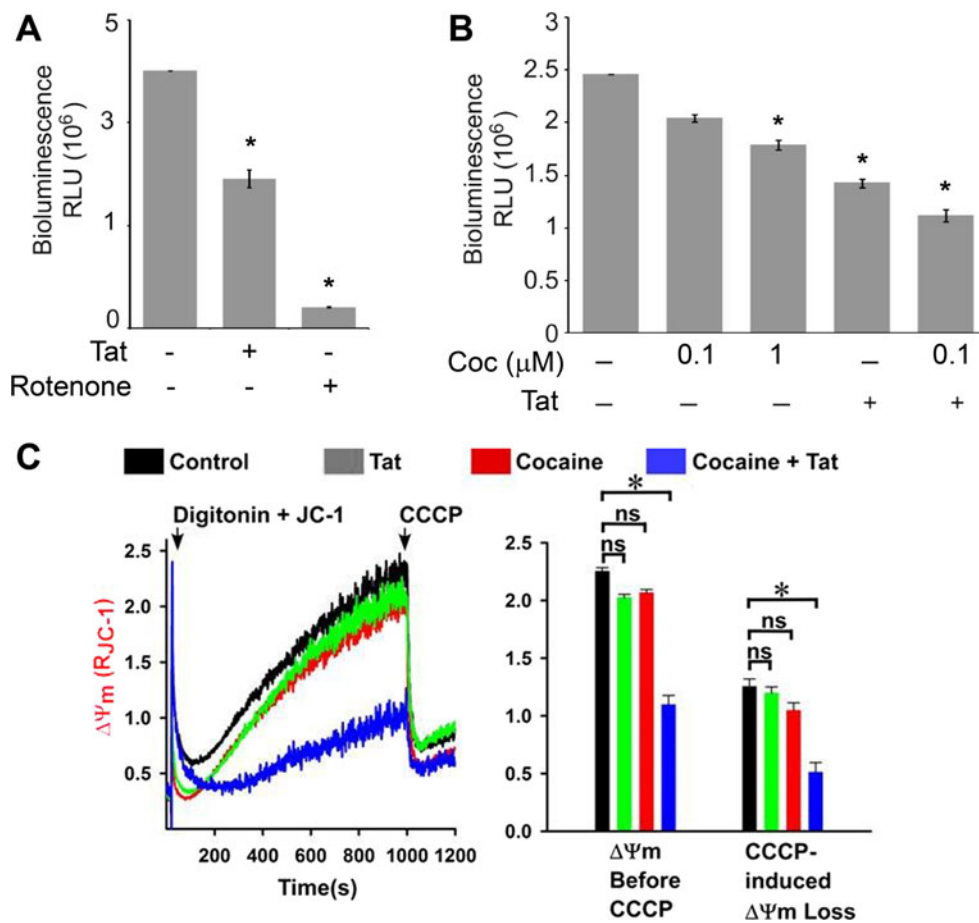 A
Bioluminescence
RLU (10⁶)
5
3
1
0
Tat - + -
Rotenone - - +
*
*
B
Bioluminescence
RLU (10⁶)
3
2.5
2
1.5
1
0.5
0
*
*
*
Coc (μM) – 0.1 1 – 0.1
Tat – – – + +
C
Control Tat Cocaine Cocaine + Tat
Digitonin + JC-1 CCCP
ΔΨm (RJC-1)
2.5
2.0
1.5
1.0
0.5
200 400 600 800 1000 1200
Time(s)
2.5
2.0
1.5
1.0
0.5
0.0
*
ns
ns
*
ns
ns
ΔΨm
Before
CCCP
CCCP-
induced
ΔΨm Loss